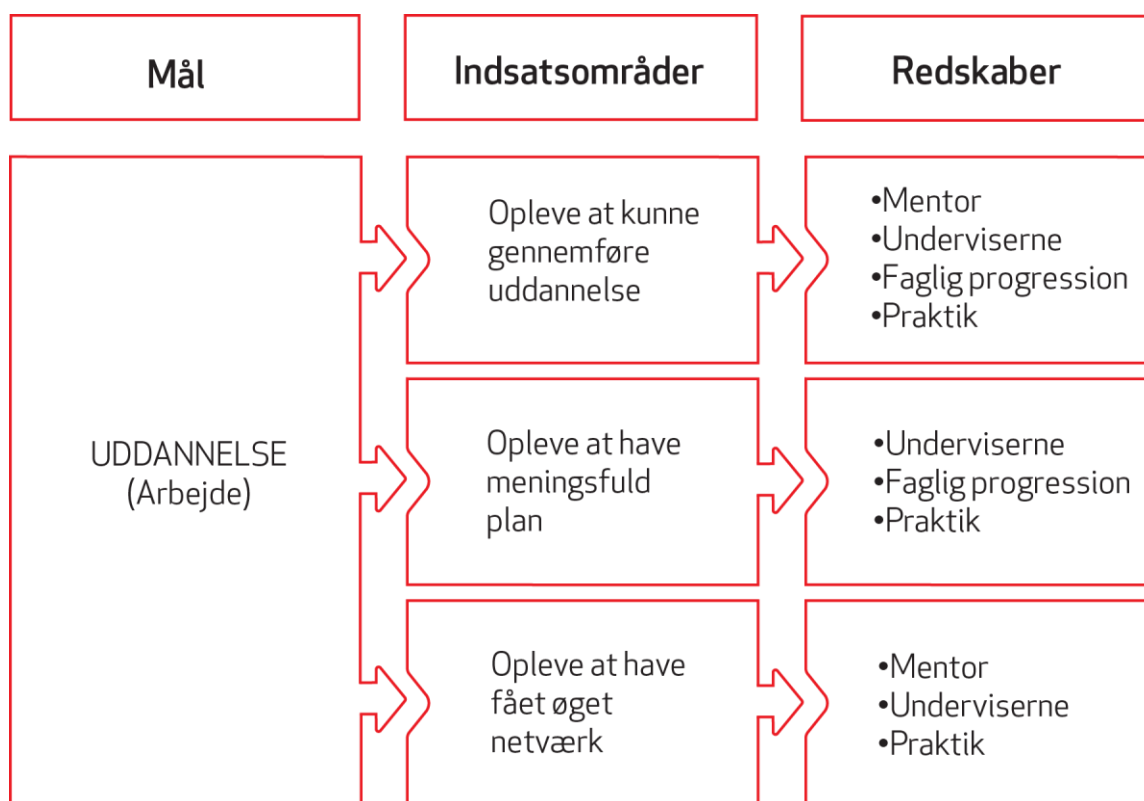 Mål
Indsatsområder
Redskaber
UDDANNELSE
(Arbejde)
Opleve at kunne
gennemføre
uddannelse
•Mentor
•Underviserne
•Faglig progression
•Praktik
Opleve at have
meningsfuld
plan
•Underviserne
•Faglig progression
•Praktik
Opleve at have
fået øget
netværk
•Mentor
•Underviserne
•Praktik